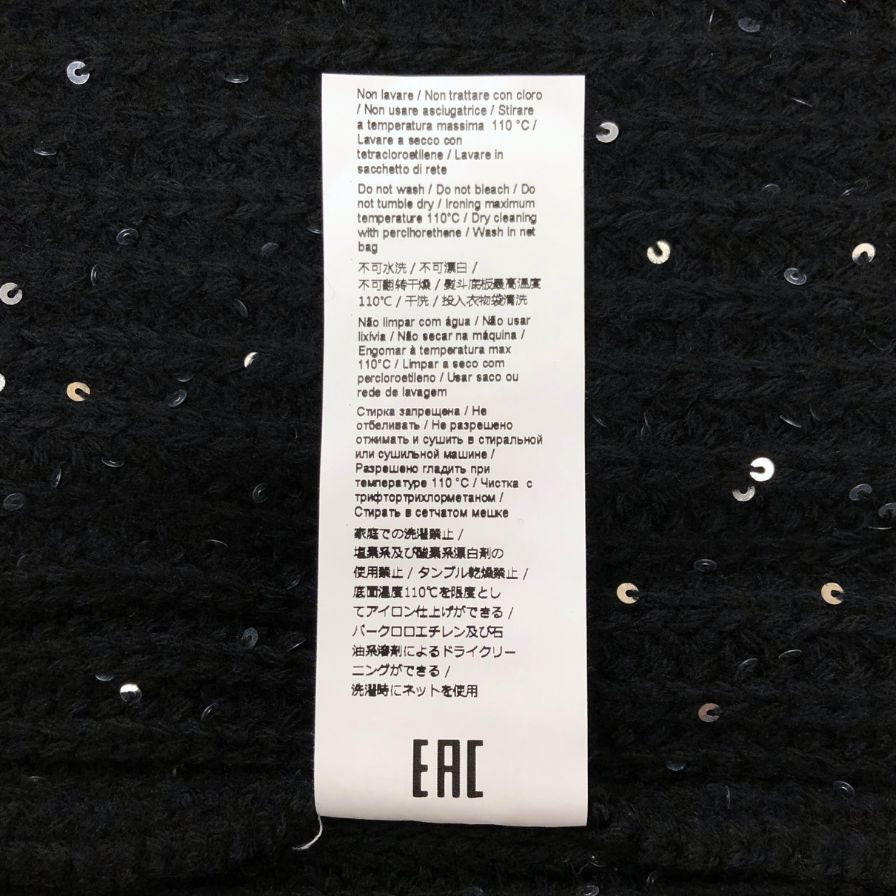 Non lavare / Non trattare con cloro
/ Non usare asciugatrice / Stirare
a temperatura massima 110 °C /
Lavare a secco con
tetracloroetilene / Lavare in
sacchetto di rete
Do not wash / Do not bleach / Do
not tumble dry / Ironing maximum
temperature 110°C / Dry cleaning
with perclhorethene / Wash in net
bag
不可水洗 / 不可漂白 /
不可翻转干燥 / 熨斗底板最高温度
110℃ / 干洗 / 投入衣物袋清洗
Não limpar com água / Não usar
lixívia / Não secar na máquina /
Engomar à temperatura max
110°C / Limpar a seco com
percloroetileno / Usar saco ou
rede de lavagem
Стирка запрещена / Не
отбеливать / Не разрешено
отжимать и сушить в стиральной
или сушильной машине /
Разрешено гладить при
температуре 110 °C / Чистка с
трифтортрихлорметаном /
Стирать в сетчатом мешке
家庭での洗濯禁止 /
塩素系及び酸素系漂白剤の
使用禁止 / タンブル乾燥禁止 /
底面温度110℃を限度とし
てアイロン仕上げができる /
パークロロエチレン及び石
油系溶剤によるドライクリー
ニングができる /
洗濯時にネットを使用
EAC